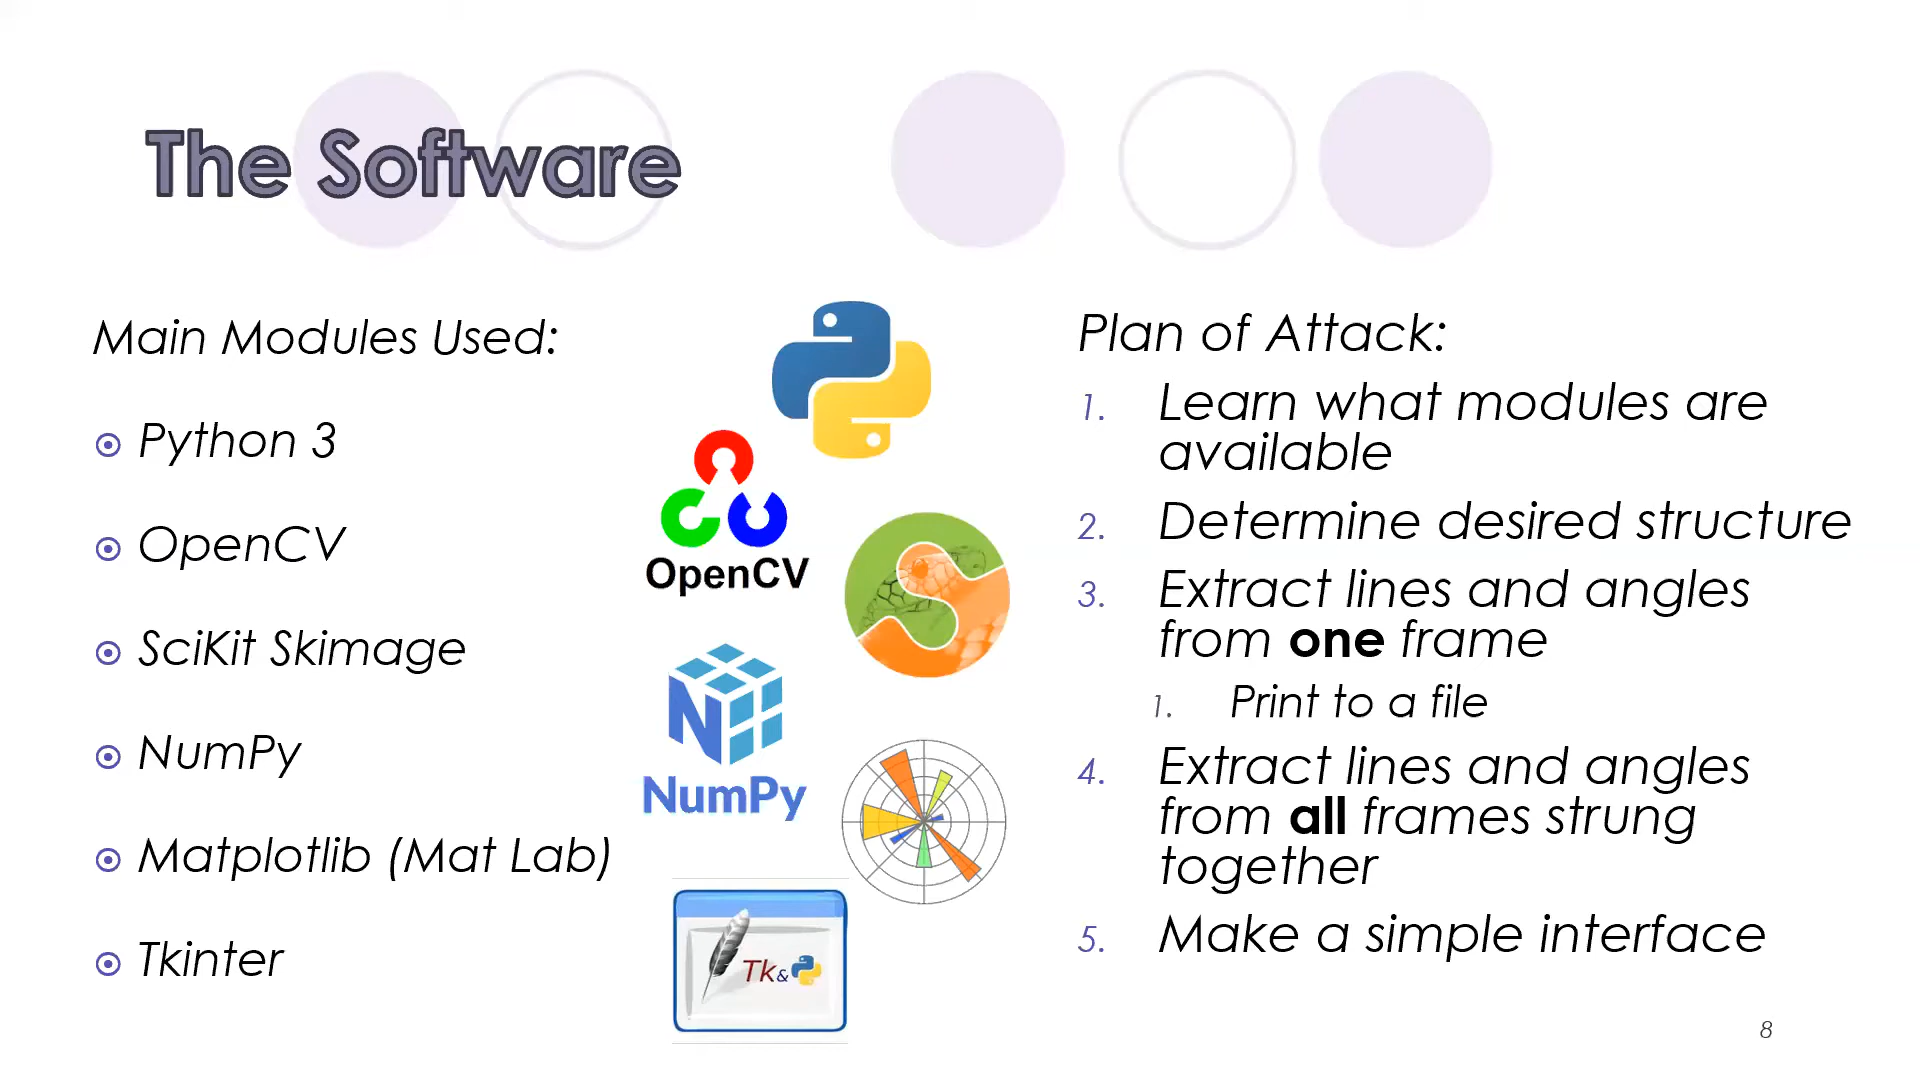 The Software
Main Modules Used:
Python 3
OpenCV
SciKit Skimage
NumPy
Matplotlib (Mat Lab)
Tkinter
OpenCV
NumPy
Tk&
Plan of Attack:
1. Learn what modules are
available
2. Determine desired structure
3. Extract lines and angles
from one frame
1. Print to a file
4. Extract lines and angles
from all frames strung
together
5. Make a simple interface
8